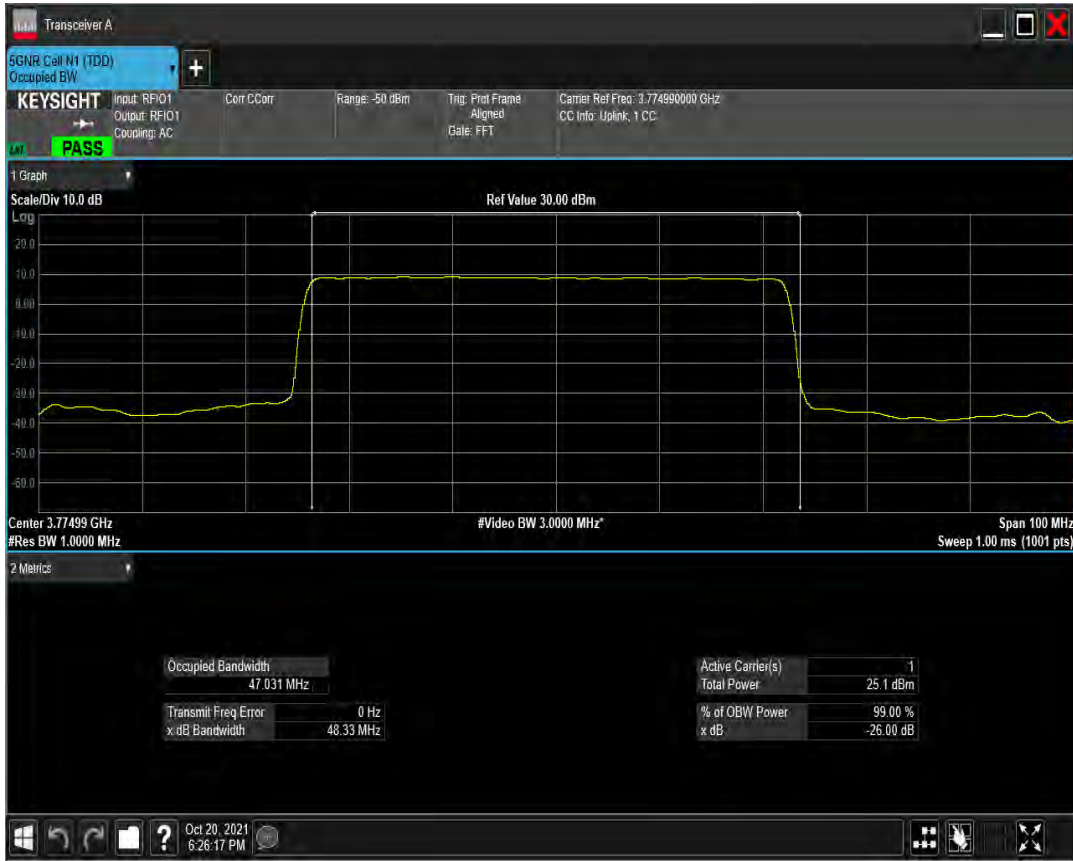 Transceiver A
5GNR Cell N1 (TDD)
Occupied BW
+
KEYSIGHT Input: RFIO1 Corr CCorr Range: -50 dBm Trig: Prot Frame Carrier Ref Freq: 3.774990000 GHz
Output: RFIO1 Aligned CC Info: Uplink, 1 CC
Coupling: AC Gate: FFT
PASS
1 Graph
Scale/Div 10.0 dB Ref Value 30.00 dBm
Log
20.0
10.0
0.00
-10.0
-20.0
-30.0
-40.0
-50.0
-60.0
Center 3.77499 GHz #Video BW 3.0000 MHz* Span 100 MHz
#Res BW 1.0000 MHz Sweep 1.00 ms (1001 pts)
2 Metrics
Occupied Bandwidth Active Carrier(s) 1
47.031 MHz Total Power 25.1 dBm
Transmit Freq Error 0 Hz % of OBW Power 99.00 %
x dB Bandwidth 48.33 MHz x dB -26.00 dB
? Oct 20, 2021
6:26:17 PM